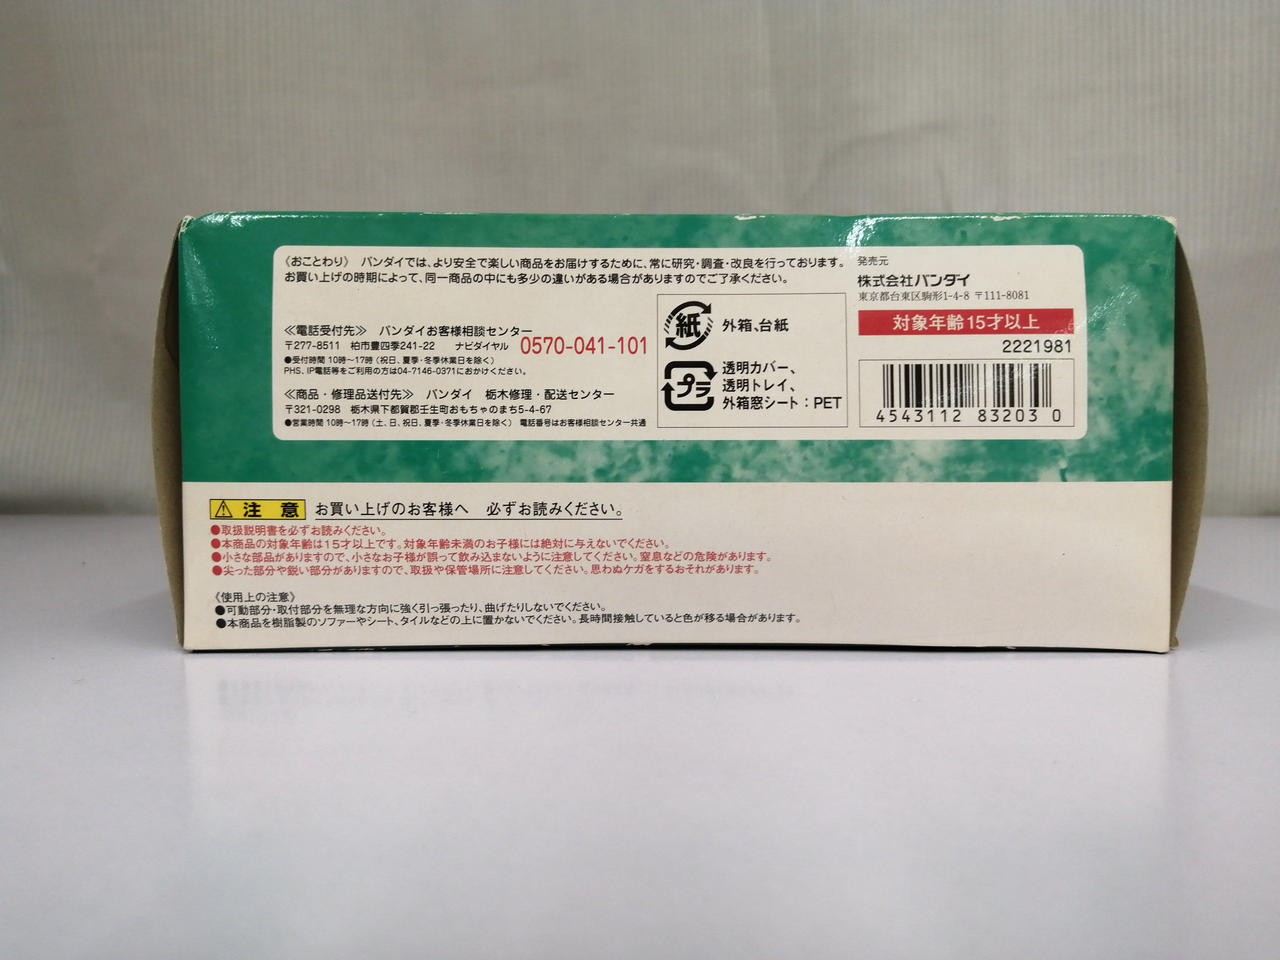 《おことわり》 バンダイでは、より安全で楽しい商品をお届けするために、常に研究・調査・改良を行っております。
お買い上げの時期によって、同一商品の中にも多少の違いがある場合がありますのでご了承ください。
≪電話受付先≫ バンダイお客様相談センター
〒277-8511 柏市豊四季241-22 ナビダイヤル 0570-041-101
●受付時間 10時～17時(祝日、夏季・冬季休業日を除く)
PHS、IP電話等をご利用の方は04-7146-0371におかけください。
≪商品・修理品送付先≫ バンダイ 栃木修理・配送センター
〒321-0298 栃木県下都賀郡壬生町おもちゃのまち5-4-67
●営業時間 10時～17時(土、日、祝日、夏季・冬季休業日を除く) 電話番号はお客様相談センター共通
紙 外箱、台紙
プラ 透明カバー、
透明トレイ、
外箱窓シート：PET
発売元
株式会社バンダイ
東京都台東区駒形1-4-8 〒111-8081
対象年齢15才以上
2221981
4543112 83203 0
注意 お買い上げのお客様へ 必ずお読みください。
●取扱説明書を必ずお読みください。
●本商品の対象年齢は15才以上です。対象年齢未満のお子様には絶対に与えないでください。
●小さな部品がありますので、小さなお子様が誤って飲み込まないように注意してください。窒息などの危険があります。
●尖った部分や鋭い部分がありますので、取扱や保管場所に注意してください。思わぬケガをするおそれがあります。
《使用上の注意》
●可動部分・取付部分を無理な方向に強く引っ張ったり、曲げたりしないでください。
●本商品を樹脂製のソファーやシート、タイルなどの上に置かないでください。長時間接触していると色が移る場合があります。